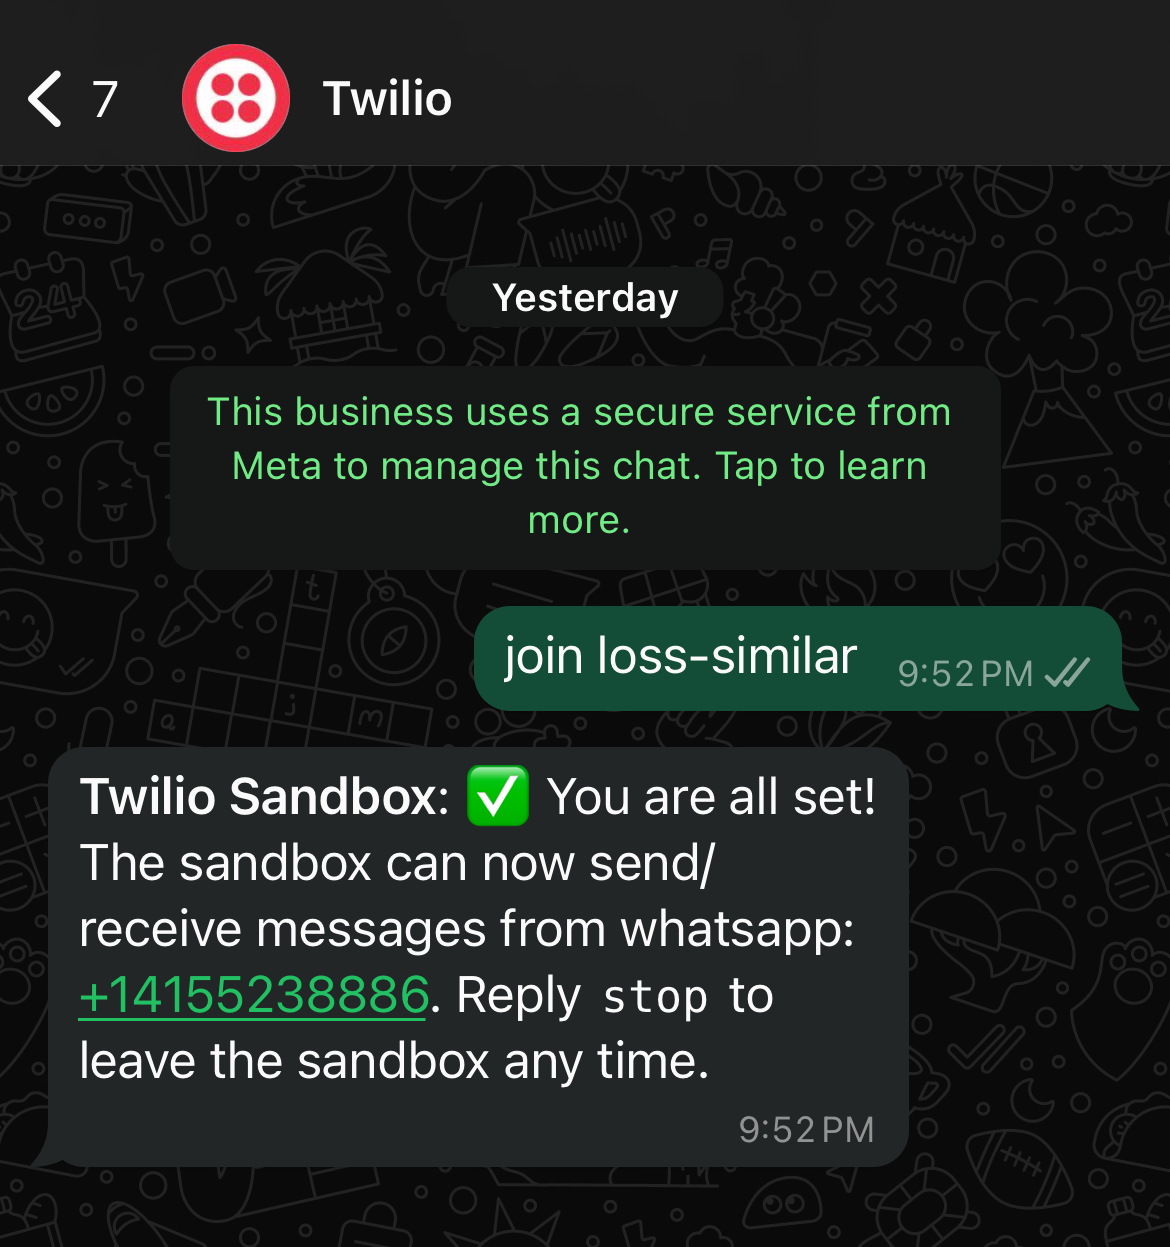 7 Twilio
Yesterday
This business uses a secure service from
Meta to manage this chat. Tap to learn
more.
join loss-similar 9:52 PM
Twilio Sandbox: ✅ You are all set!
The sandbox can now send/
receive messages from whatsapp:
+14155238886. Reply stop to
leave the sandbox any time.
9:52 PM